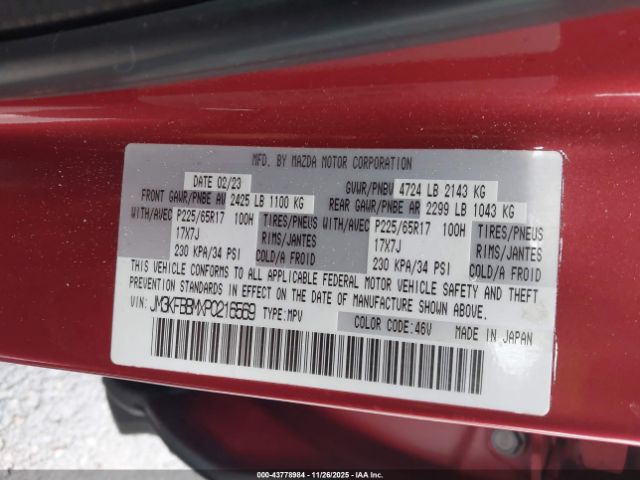 MFD. BY MAZDA MOTOR CORPORATION
DATE 02/23 GVWR/PNBV 4724 LB 2143 KG
FRONT GAWR/PNBE AV 2425 LB 1100 KG REAR GAWR/PNBE AR 2299 LB 1043 KG
WITH/AVEC P225/65R17 100H TIRES/PNEUS WITH/AVEC P225/65R17 100H TIRES/PNEUS
17X7J RIMS/JANTES 17X7J RIMS/JANTES
230 KPA/34 PSI COLD/A FROID 230 KPA/34 PSI COLD/A FROID
THIS VEHICLE CONFORMS TO ALL APPLICABLE FEDERAL MOTOR VEHICLE SAFETY AND THEFT
PREVENTION STANDARDS IN EFFECT ON THE DATE OF MANUFACTURE SHOWN ABOVE.
VIN: JM3KFBBMXP0216569 TYPE: MPV COLOR CODE: 46V MADE IN JAPAN
000-43778984 | 11/26/2025 | IAA Inc.